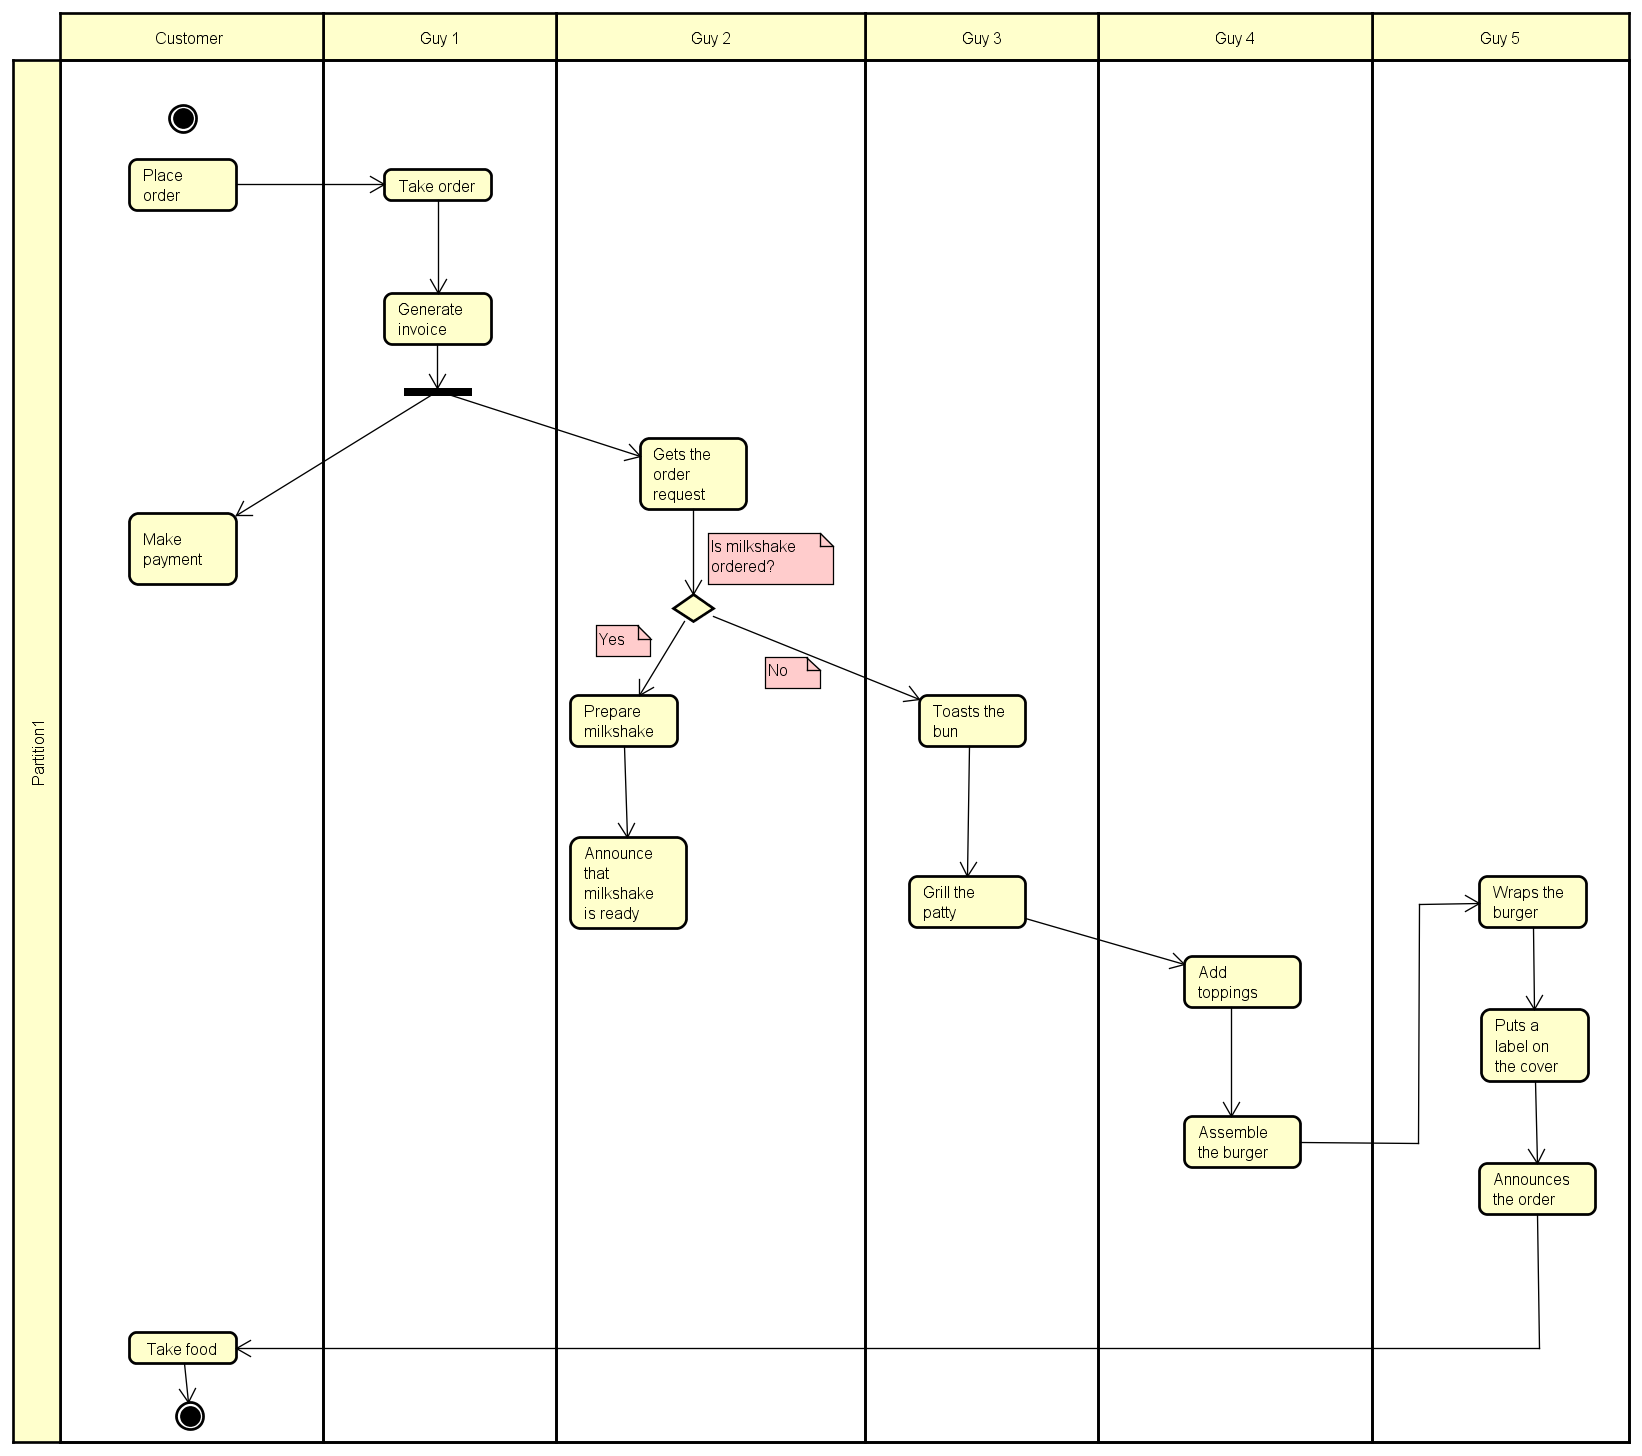 Customer
Guy 1
Guy 2
Guy 3
Guy 4
Guy 5
Partition1
Place
order
Take order
Generate
invoice
Gets the
order
request
Make
payment
Is milkshake
ordered?
Yes
No
Prepare
milkshake
Toasts the
bun
Announce
that
milkshake
is ready
Grill the
patty
Wraps the
burger
Add
toppings
Puts a
label on
the cover
Assemble
the burger
Announces
the order
Take food